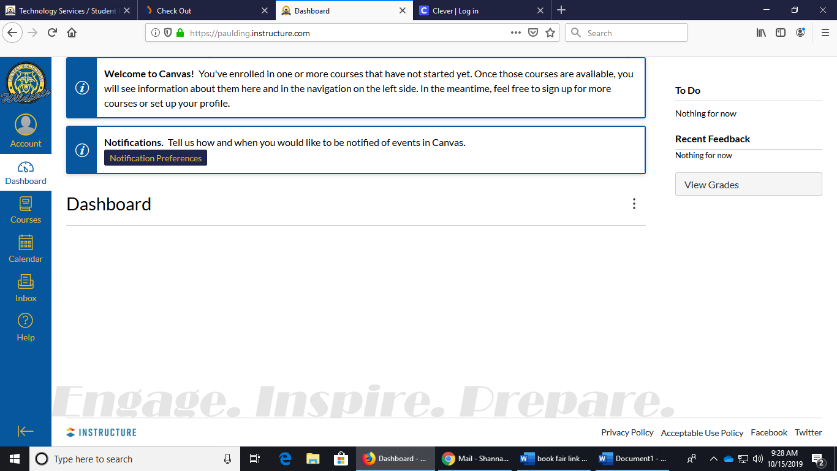 Technology Services / Student
Check Out
Dashboard
Clever | Log in
https://paulding.instructure.com
Search
Account
Dashboard
Courses
Calendar
Inbox
Help
Welcome to Canvas! You've enrolled in one or more courses that have not started yet. Once those courses are available, you
will see information about them here and in the navigation on the left side. In the meantime, feel free to sign up for more
courses or set up your profile.
Notifications. Tell us how and when you would like to be notified of events in Canvas.
Notification Preferences
Dashboard
To Do
Nothing for now
Recent Feedback
Nothing for now
View Grades
Engage. Inspire. Prepare.
INSTRUCTURE
Privacy Policy Acceptable Use Policy Facebook Twitter
Type here to search
Dashboard - ...
Mail - Shanna...
book fair link ...
Document1 - ...
9:28 AM
10/15/2019
2